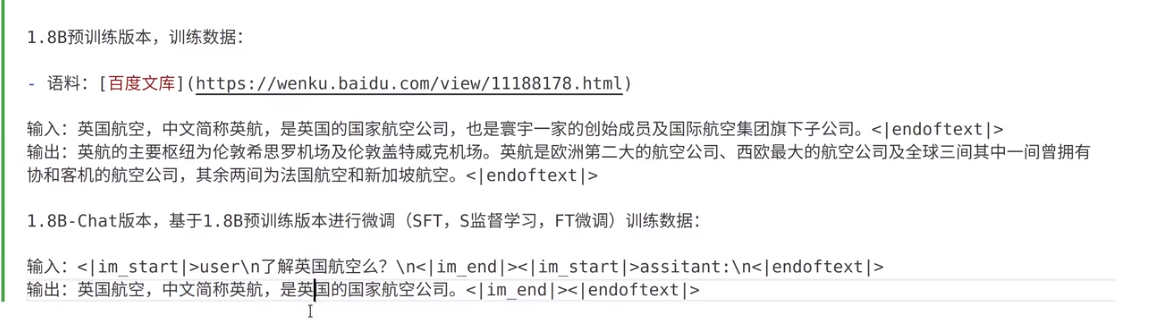 1.8B预训练版本，训练数据：
- 语料：[百度文库](https://wenku.baidu.com/view/11188178.html)
输入：英国航空，中文简称英航，是英国的国家航空公司，也是寰宇一家的创始成员及国际航空集团旗下子公司。<|endoftext|>
输出：英航的主要枢纽为伦敦希思罗机场及伦敦盖特威克机场。英航是欧洲第二大的航空公司、西欧最大的航空公司及全球三间其中一间曾拥有
协和客机的航空公司，其余两间为法国航空和新加坡航空。<|endoftext|>
1.8B-Chat版本，基于1.8B预训练版本进行微调（SFT，S监督学习，FT微调）训练数据：
输入：<|im_start|>user\n了解英国航空么？\n<|im_end|><|im_start|>assitant:\n<|endoftext|>
输出：英国航空，中文简称英航，是英国的国家航空公司。<|im_end|><|endoftext|>